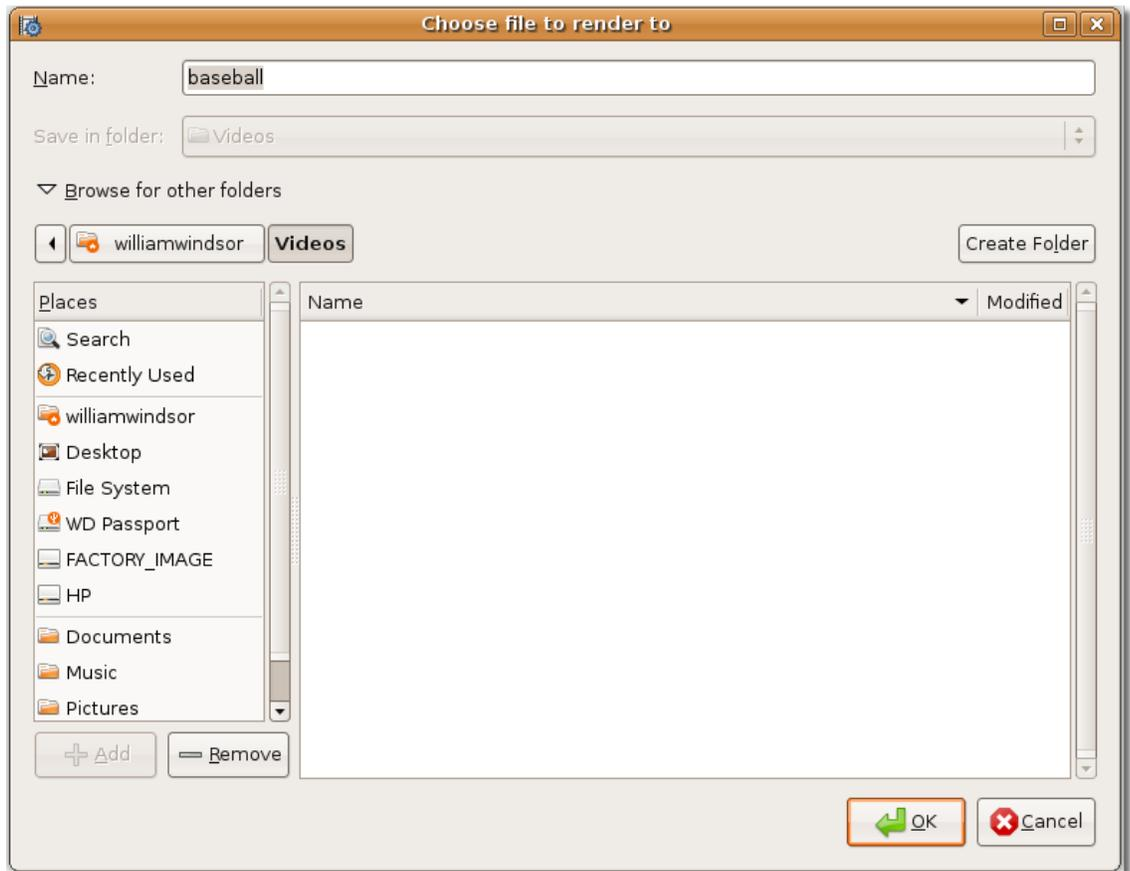 Choose file to render to
Name: baseball
Save in folder: Videos
Browse for other folders
williamwindsor Videos Create Folder
Places Name Modified
Search
Recently Used
williamwindsor
Desktop
File System
WD Passport
FACTORY_IMAGE
HP
Documents
Music
Pictures
Add Remove
OK Cancel